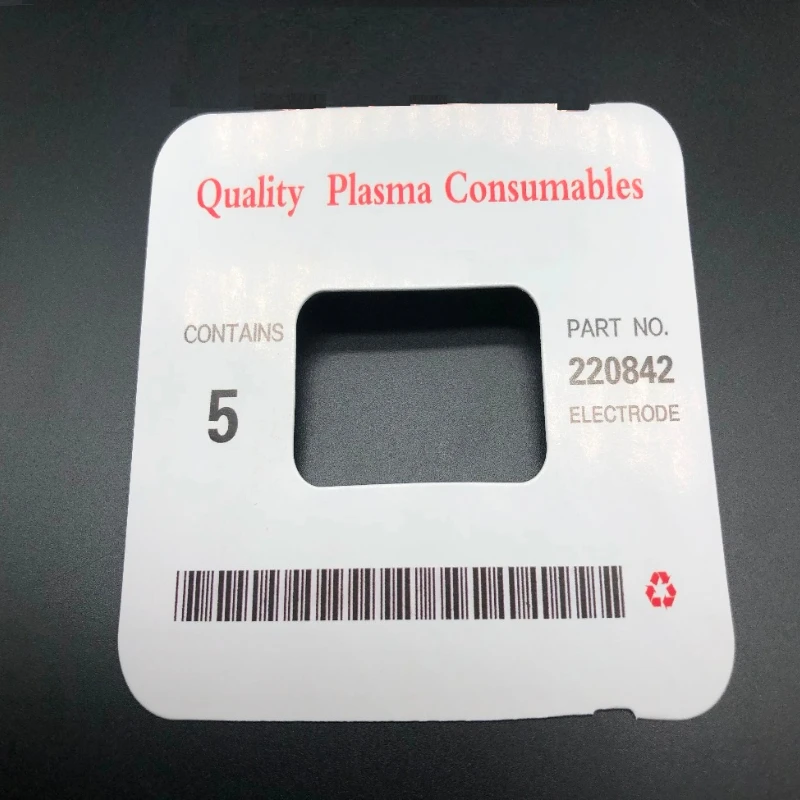 Quality Plasma Consumables
CONTAINS
5
PART NO.
220842
ELECTRODE